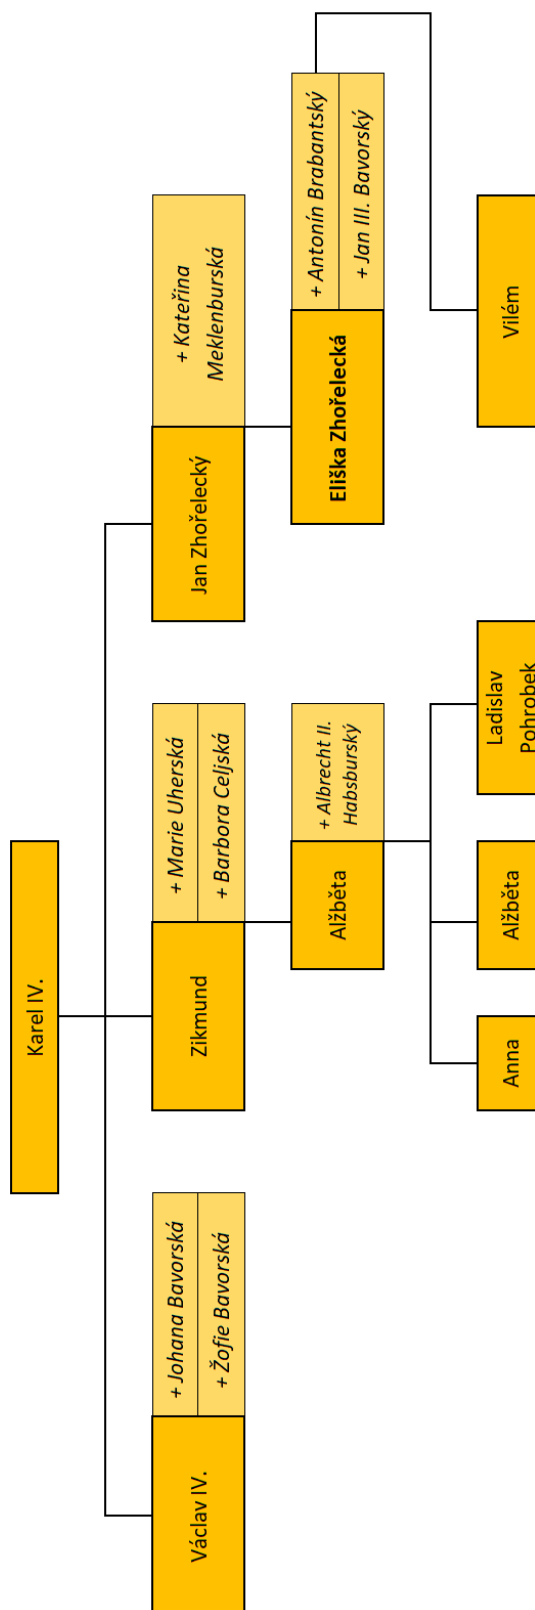 Karel IV.
Václav IV.
+ Johana Bavorská
+ Žofie Bavorská
Zikmund
+ Marie Uherská
+ Barbora Celjská
Jan Zhořelecký
+ Kateřina
Meklenburská
Alžběta
+ Albrecht II.
Habsburský
Eliška Zhořelecká
+ Antonín Brabantský
+ Jan III. Bavorský
Anna
Alžběta
Ladislav
Pohrobek
Vilém